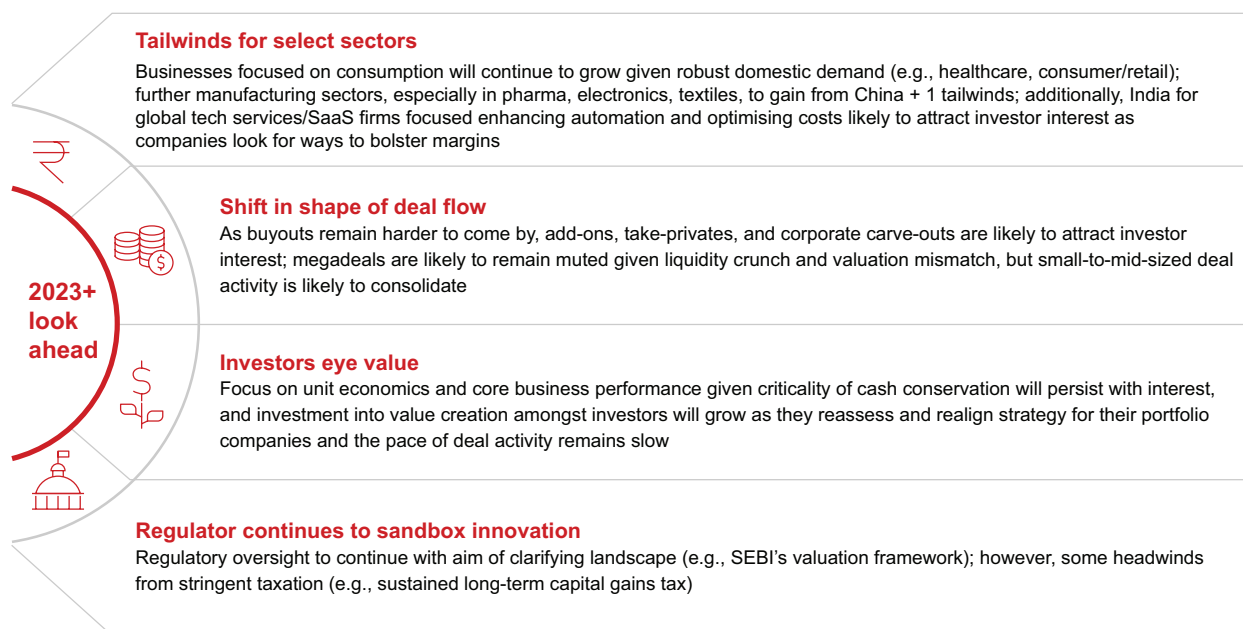 Tailwinds for select sectors
Businesses focused on consumption will continue to grow given robust domestic demand (e.g., healthcare, consumer/retail);
further manufacturing sectors, especially in pharma, electronics, textiles, to gain from China + 1 tailwinds; additionally, India for
global tech services/SaaS firms focused enhancing automation and optimising costs likely to attract investor interest as
companies look for ways to bolster margins
Shift in shape of deal flow
As buyouts remain harder to come by, add-ons, take-privates, and corporate carve-outs are likely to attract investor
interest; megadeals are likely to remain muted given liquidity crunch and valuation mismatch, but small-to-mid-sized deal
activity is likely to consolidate
2023+
look
ahead
Investors eye value
Focus on unit economics and core business performance given criticality of cash conservation will persist with interest,
and investment into value creation amongst investors will grow as they reassess and realign strategy for their portfolio
companies and the pace of deal activity remains slow
Regulator continues to sandbox innovation
Regulatory oversight to continue with aim of clarifying landscape (e.g., SEBI's valuation framework); however, some headwinds
from stringent taxation (e.g., sustained long-term capital gains tax)